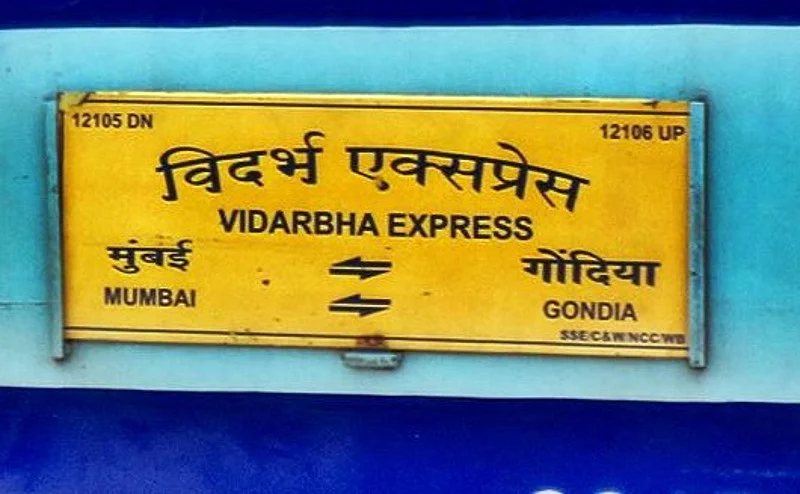 12105 DN
12106 UP
विदर्भ एक्सप्रेस
VIDARBHA EXPRESS
मुंबई
गोंदिया
MUMBAI
GONDIA
SSE/C&W/NCC/WB